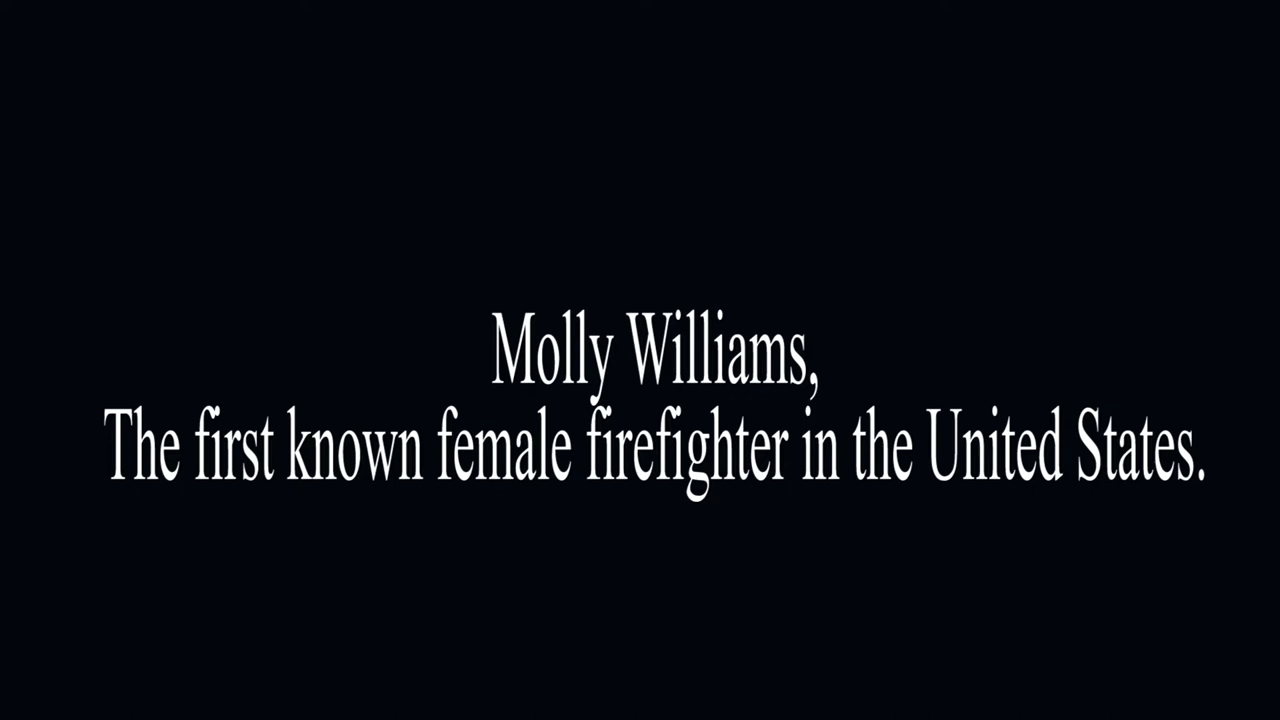 Molly Williams,
The first known female firefighter in the United States.